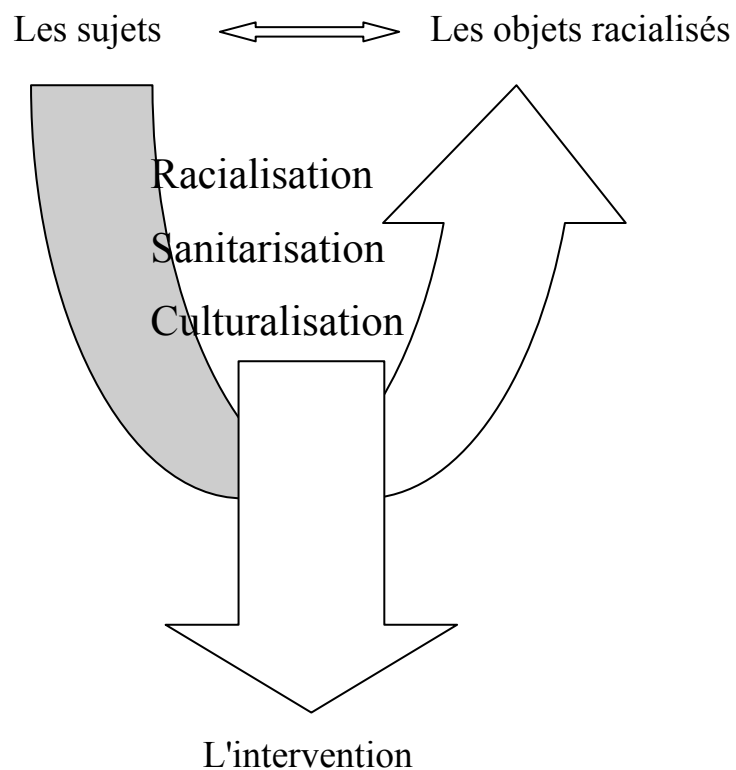 Les sujets Les objets racialisés
Racialisation
Sanitarisation
Culturalisation
L'intervention